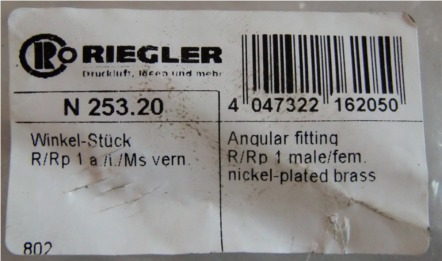 RIEGLER
Druckluft, Ideen und mehr
N 253.20
4 047322 162050
Winkel-Stück
R/Rp 1 a./i./Ms vern.
Angular fitting
R/Rp 1 male/fem.
nickel-plated brass
802